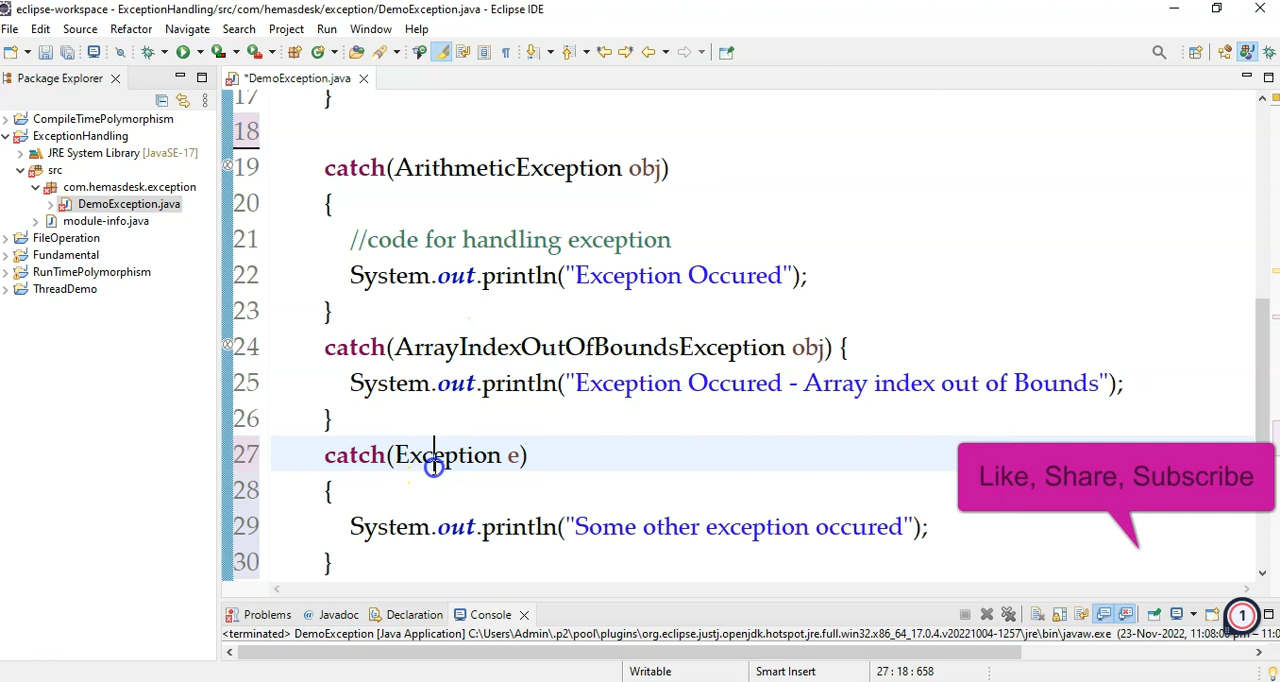 eclipse-workspace - ExceptionHandling/src/com/hemasdesk/exception/DemoException.java - Eclipse IDE
File Edit Source Refactor Navigate Search Project Run Window Help
Package Explorer
*DemoException.java
CompileTimePolymorphism
ExceptionHandling
JRE System Library [JavaSE-17]
src
com.hemasdesk.exception
DemoException.java
module-info.java
FileOperation
Fundamental
RunTimePolymorphism
ThreadDemo
17 }
18
19 catch(ArithmeticException obj)
20 {
21 //code for handling exception
22 System.out.println("Exception Occured");
23 }
24 catch(ArrayIndexOutOfBoundsException obj) {
25 System.out.println("Exception Occured - Array index out of Bounds");
26 }
27 catch(Exception e)
28 {
29 System.out.println("Some other exception occured");
30 }
Like, Share, Subscribe
Problems @ Javadoc Declaration Console
1
<terminated> DemoException [Java Application] C:\Users\Admin\.p2\pool\plugins\org.eclipse.justj.openjdk.hotspot.jre.full.win32.x86_64_17.0.4.v20221004-1257\jre\bin\javaw.exe (23-Nov-2022, 11:08:0 pm – 11:0
Writable Smart Insert 27 : 18 : 658